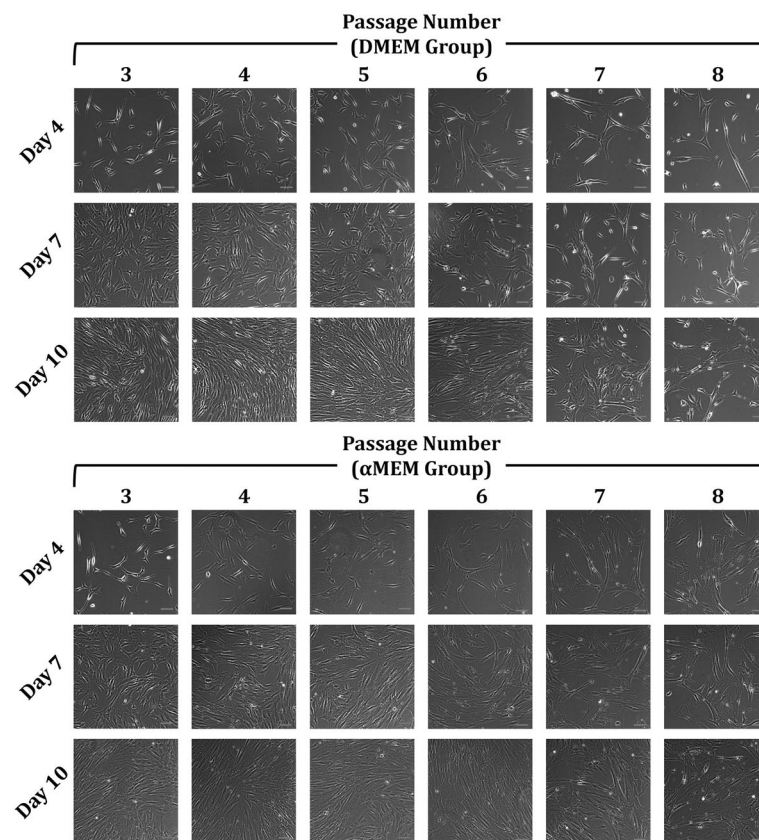 Passage Number
(DMEM Group)
3 4 5 6 7 8
Day 4
Day 7
Day 10
Passage Number
(αMEM Group)
3 4 5 6 7 8
Day 4
Day 7
Day 10